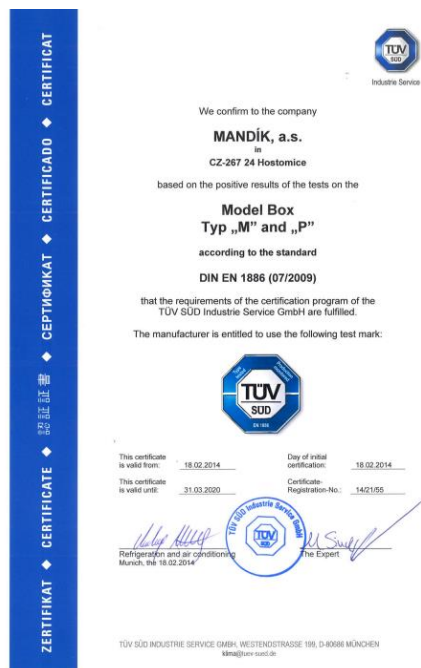 ZERTIFIKAT ◆ CERTIFICATE ◆ 認証証書 ◆ СЕРТИФИКАТ ◆ CERTIFICADO ◆ CERTIFICAT
TÜV
SÜD
Industrie Service
We confirm to the company
MANDÍK, a.s.
in
CZ-267 24 Hostomice
based on the positive results of the tests on the
Model Box
Typ „M" and „P"
according to the standard
DIN EN 1886 (07/2009)
that the requirements of the certification program of the
TÜV SÜD Industrie Service GmbH are fulfilled.
The manufacturer is entitled to use the following test mark:
Type tested
Production monitored
TÜV
SÜD
EN 1886
This certificate
is valid from: 18.02.2014
Day of initial
certification: 18.02.2014
This certificate
is valid until: 31.03.2020
Certificate-
Registration-No.: 14/21/55
TÜV SÜD Industrie Service GmbH
TÜV
SÜD
Refrigeration and air conditioning
Munich, the 18.02.2014
The Expert
TÜV SÜD INDUSTRIE SERVICE GMBH, WESTENDSTRASSE 199, D-80686 MÜNCHEN
klima@tuev-sued.de